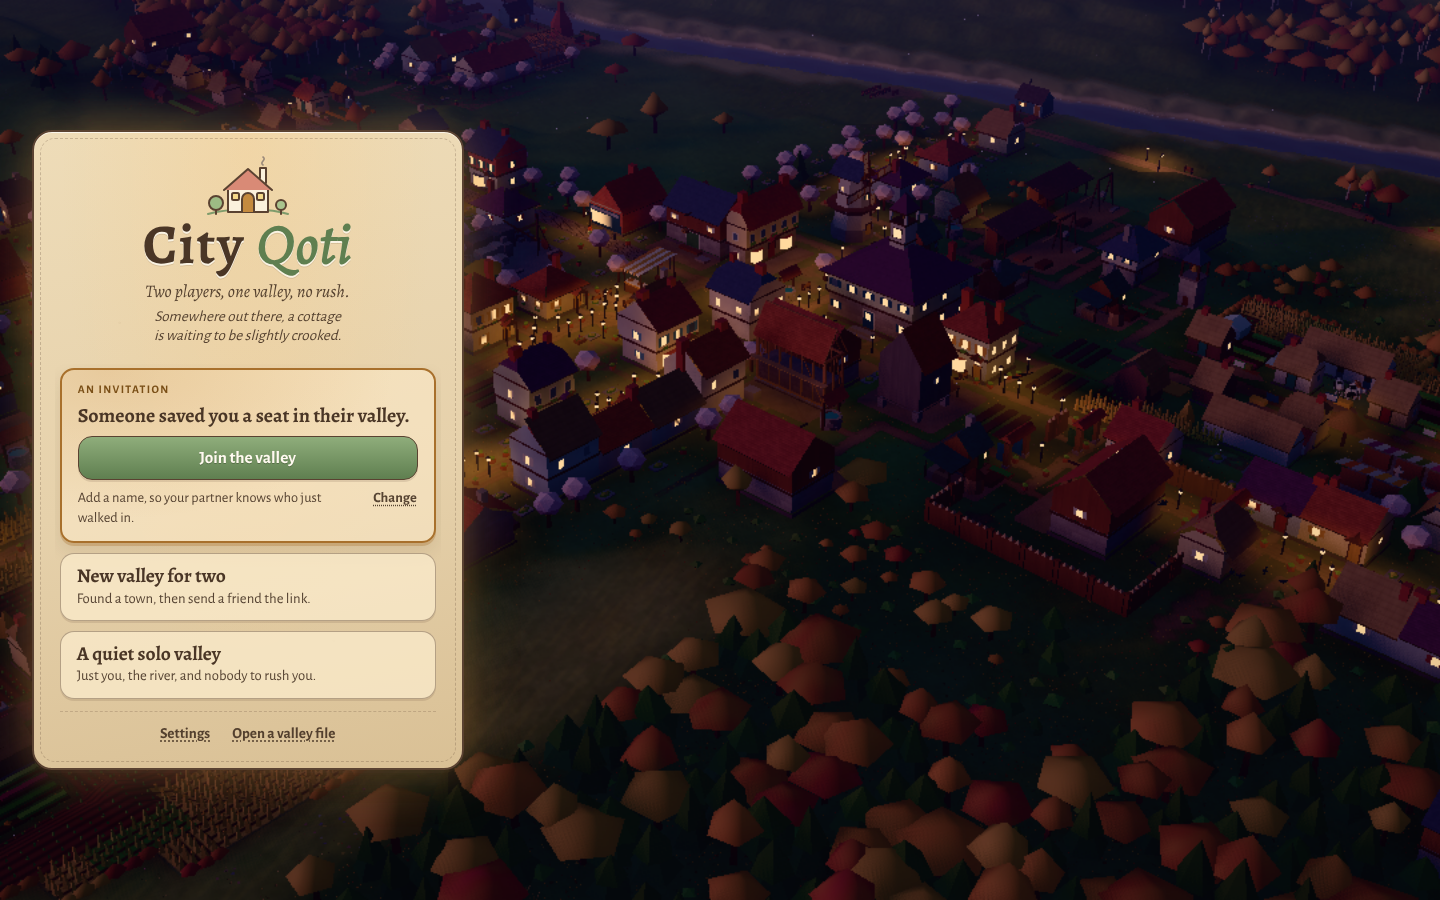 City Qoti
Two players, one valley, no rush.
Somewhere out there, a cottage
is waiting to be slightly crooked.
AN INVITATION
Someone saved you a seat in their valley.
Join the valley
Add a name, so your partner knows who just
walked in.
Change
New valley for two
Found a town, then send a friend the link.
A quiet solo valley
Just you, the river, and nobody to rush you.
Settings
Open a valley file